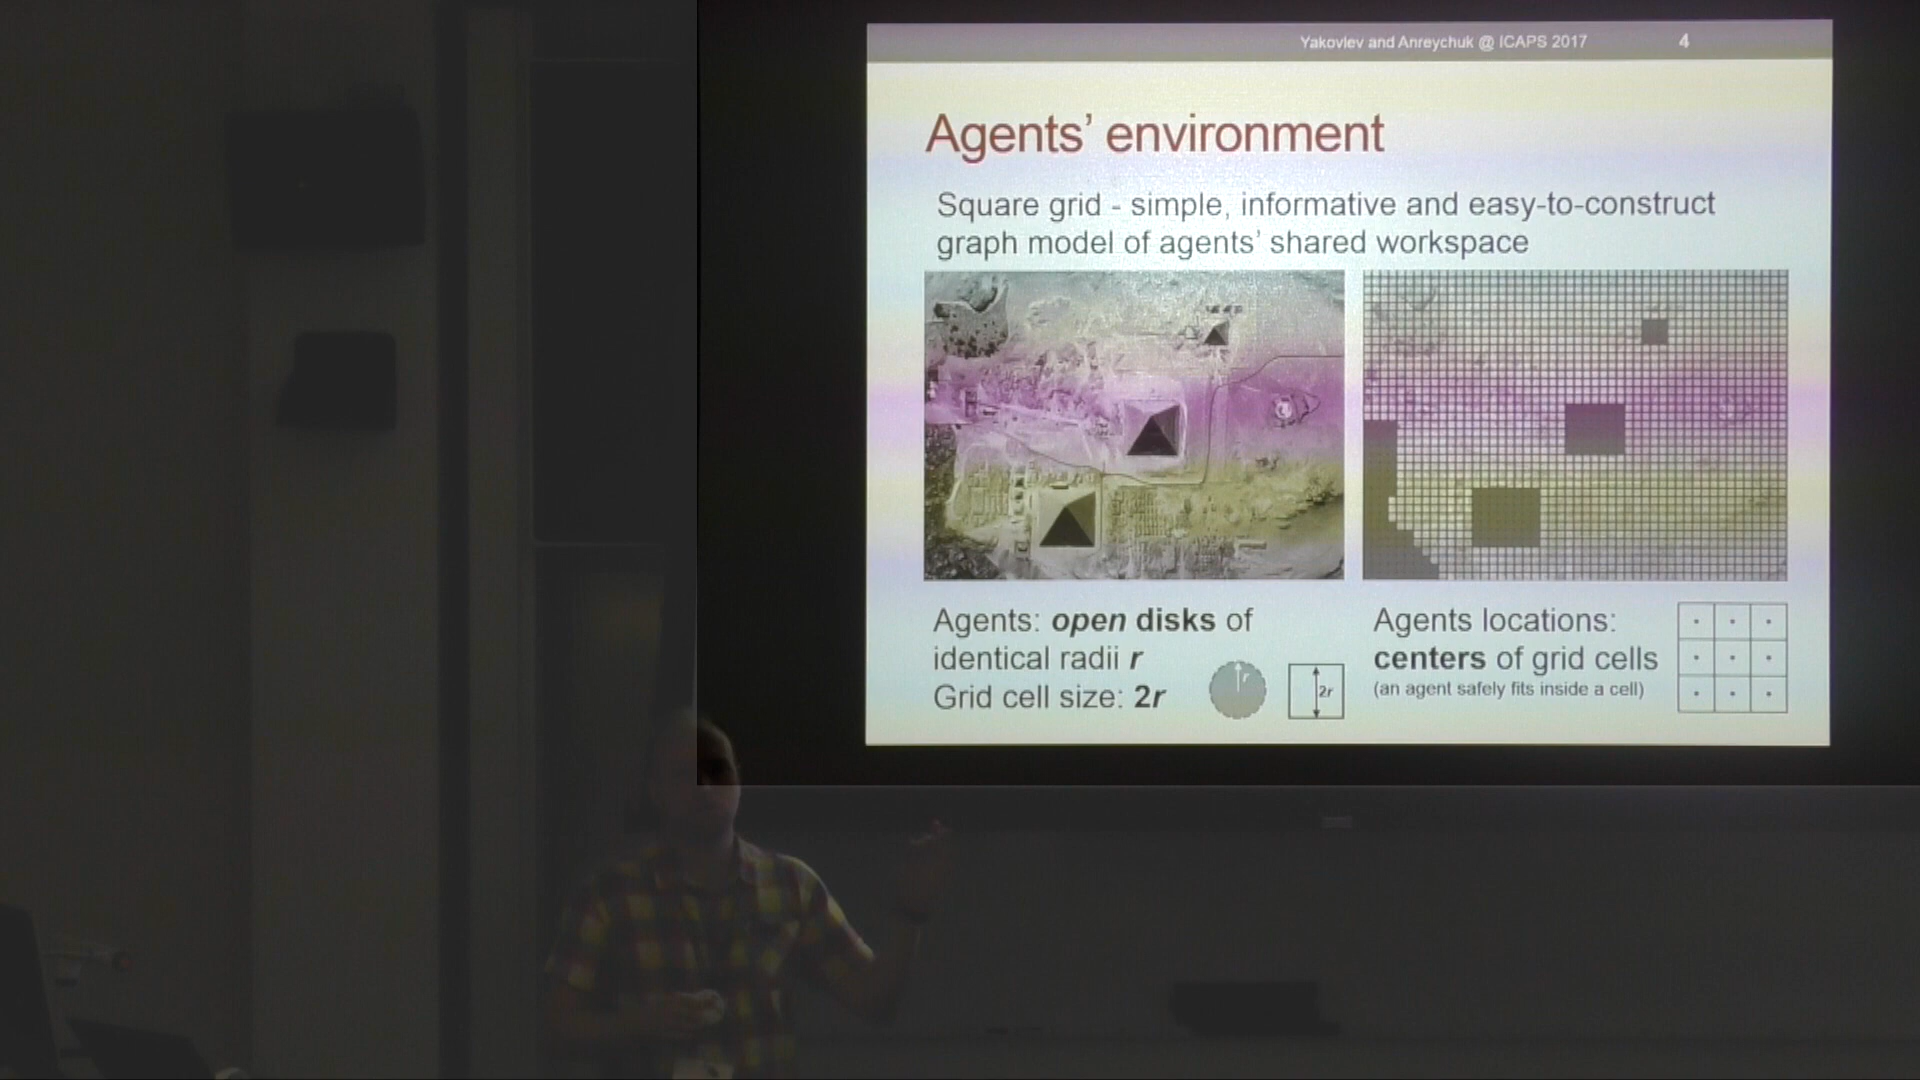 Yakovlev and Anreychuk @ ICAPS 2017 4
Agents’ environment
Square grid - simple, informative and easy-to-construct
graph model of agents’ shared workspace
Agents: open disks of
identical radii r
Grid cell size: 2r
r
2r
Agents locations:
centers of grid cells
(an agent safely fits inside a cell)